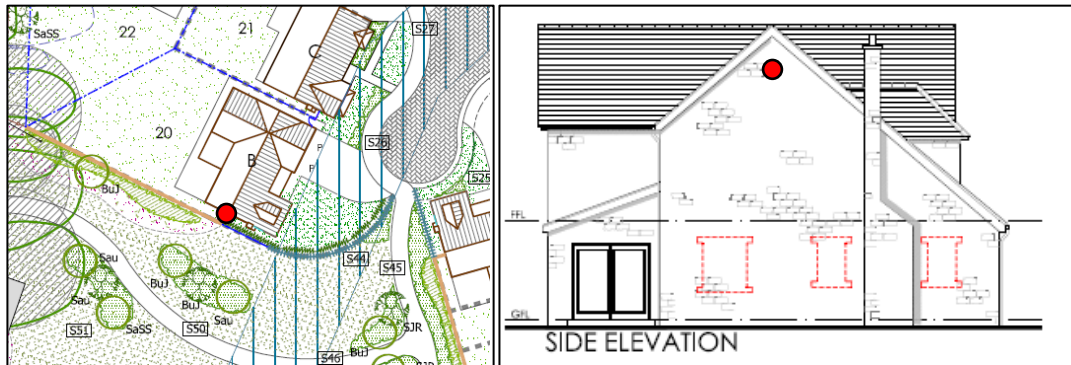 22
21
SaSS
S27
C
20
B
P
P
S26
S25
BuJ
S44
S45
Sau
BuJ
Sau
BuJ
Sau
SaSS
S51
S50
SJR
BuJ
S46
FFL
GFL
SIDE ELEVATION